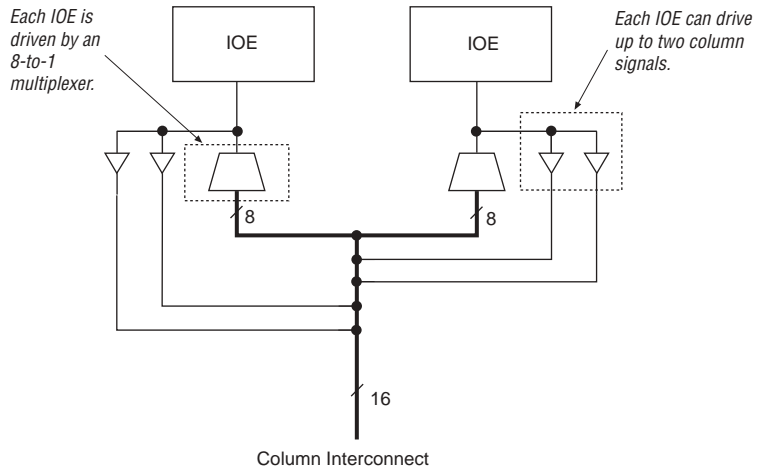 Each IOE is
driven by an
8-to-1
multiplexer.
IOE
IOE
Each IOE can drive
up to two column
signals.
8
8
16
Column Interconnect